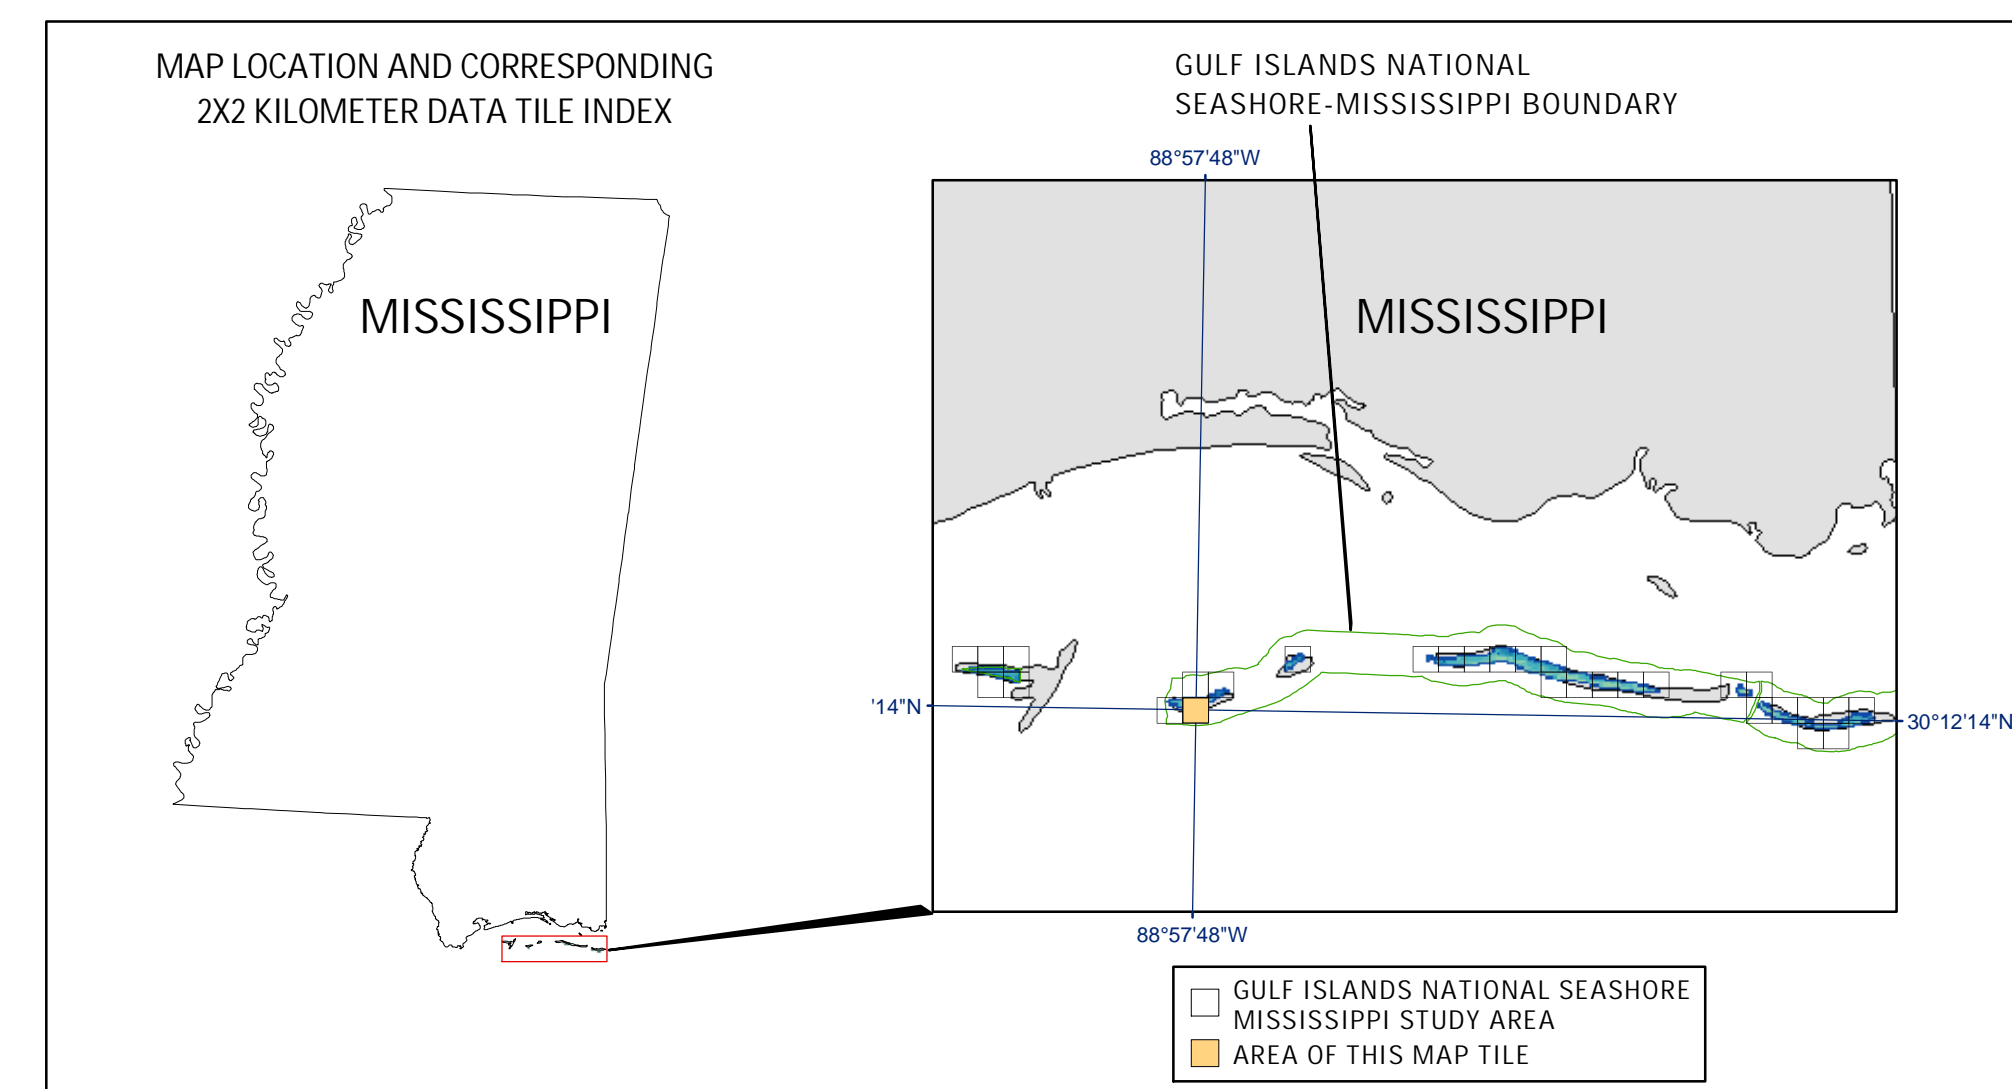 MAP LOCATION AND CORRESPONDING
2X2 KILOMETER DATA TILE INDEX
GULF ISLANDS NATIONAL
SEASHORE-MISSISSIPPI BOUNDARY
88°57'48"W
MISSISSIPPI
MISSISSIPPI
'14"N
30°12'14"N
88°57'48"W
GULF ISLANDS NATIONAL SEASHORE
MISSISSIPPI STUDY AREA
AREA OF THIS MAP TILE